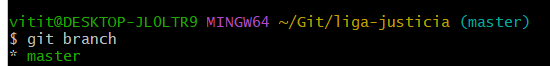 vitit@DESKTOP-JL0LTR9 MINGW64 ~/Git/liga-justicia (master)
$ git branch
* master